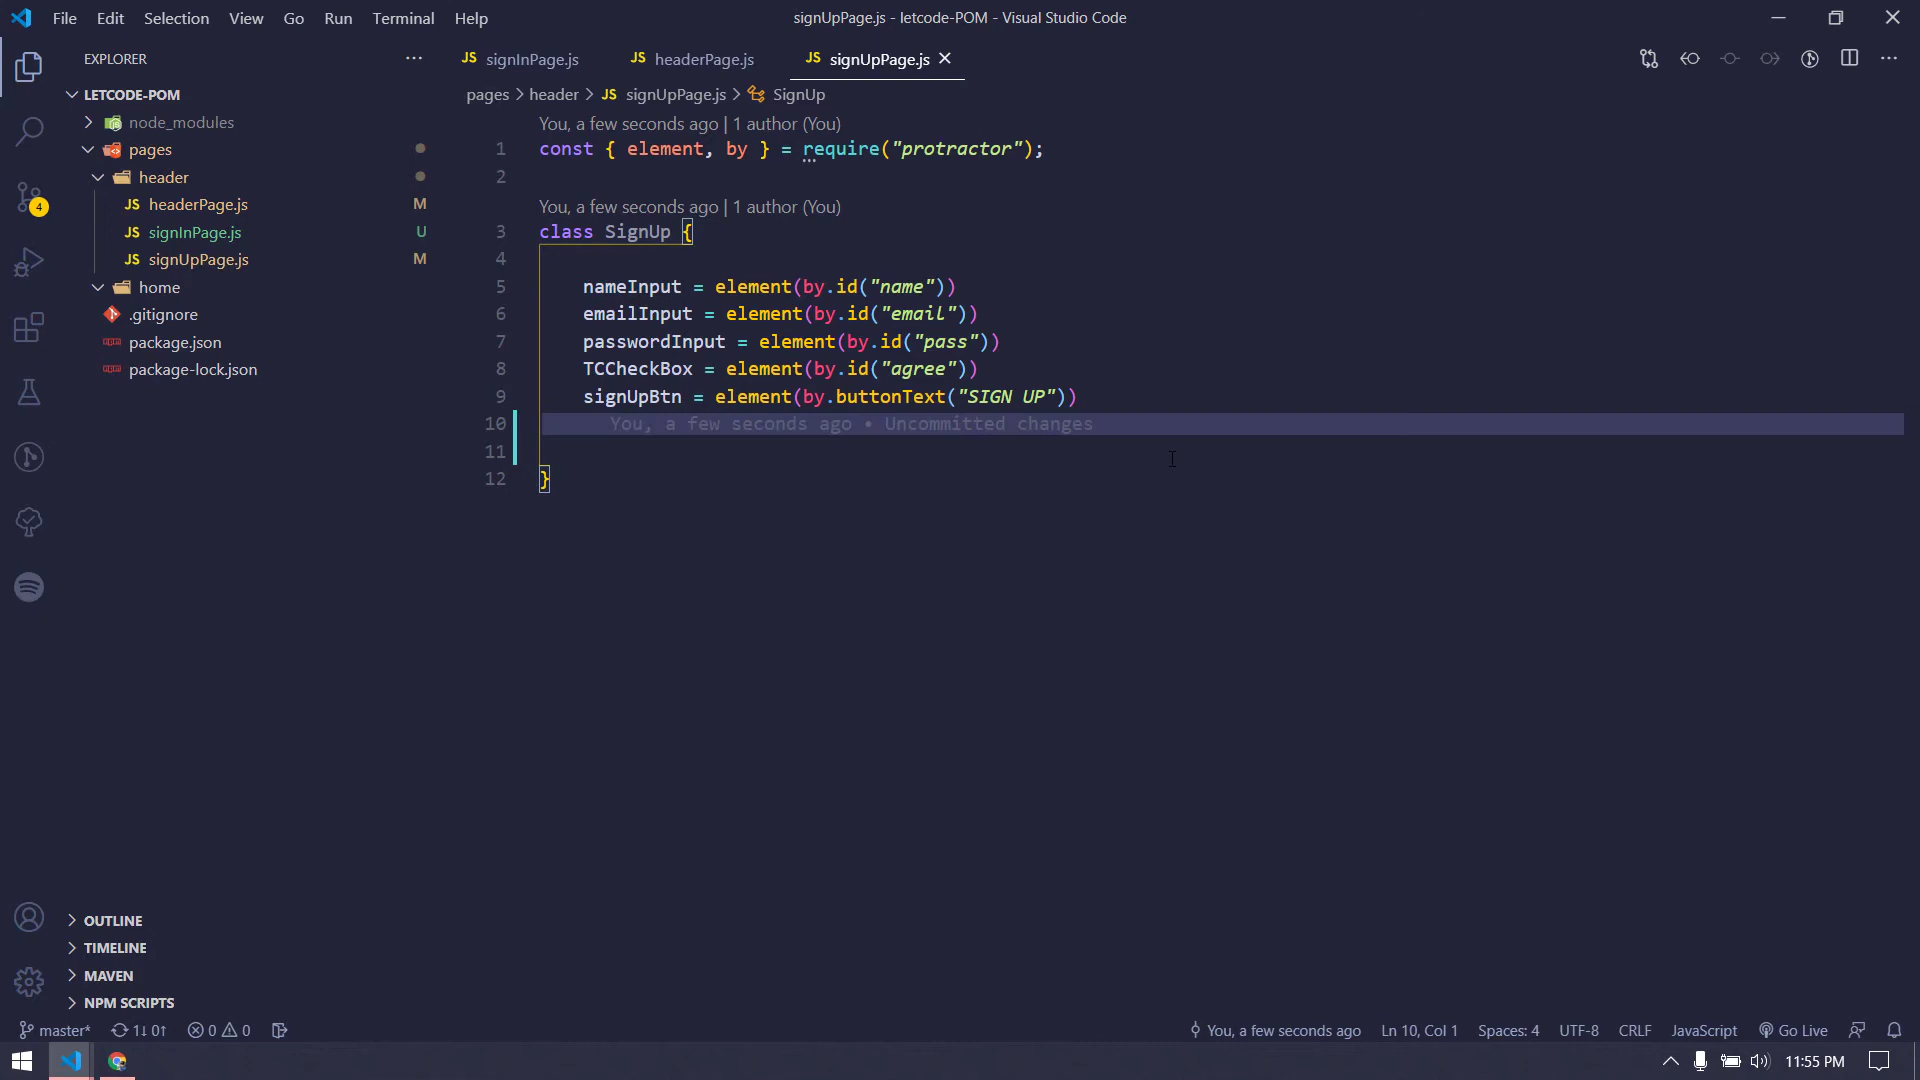 File Edit Selection View Go Run Terminal Help
signUpPage.js - letcode-POM - Visual Studio Code
EXPLORER
LETCODE-POM
node_modules
pages
header
JS headerPage.js M
JS signInPage.js U
JS signUpPage.js M
home
.gitignore
package.json
package-lock.json
OUTLINE
TIMELINE
MAVEN
NPM SCRIPTS
4
JS signInPage.js JS headerPage.js JS signUpPage.js
pages > header > JS signUpPage.js > SignUp
You, a few seconds ago | 1 author (You)
1 const { element, by } = require("protractor");
2
You, a few seconds ago | 1 author (You)
3 class SignUp {
4
5 nameInput = element(by.id("name"))
6 emailInput = element(by.id("email"))
7 passwordInput = element(by.id("pass"))
8 TCCheckBox = element(by.id("agree"))
9 signUpBtn = element(by.buttonText("SIGN UP"))
10 You, a few seconds ago • Uncommitted changes
11
12 }
master* 1↓ 0↑ 0 0 You, a few seconds ago Ln 10, Col 1 Spaces: 4 UTF-8 CRLF JavaScript Go Live
11:55 PM